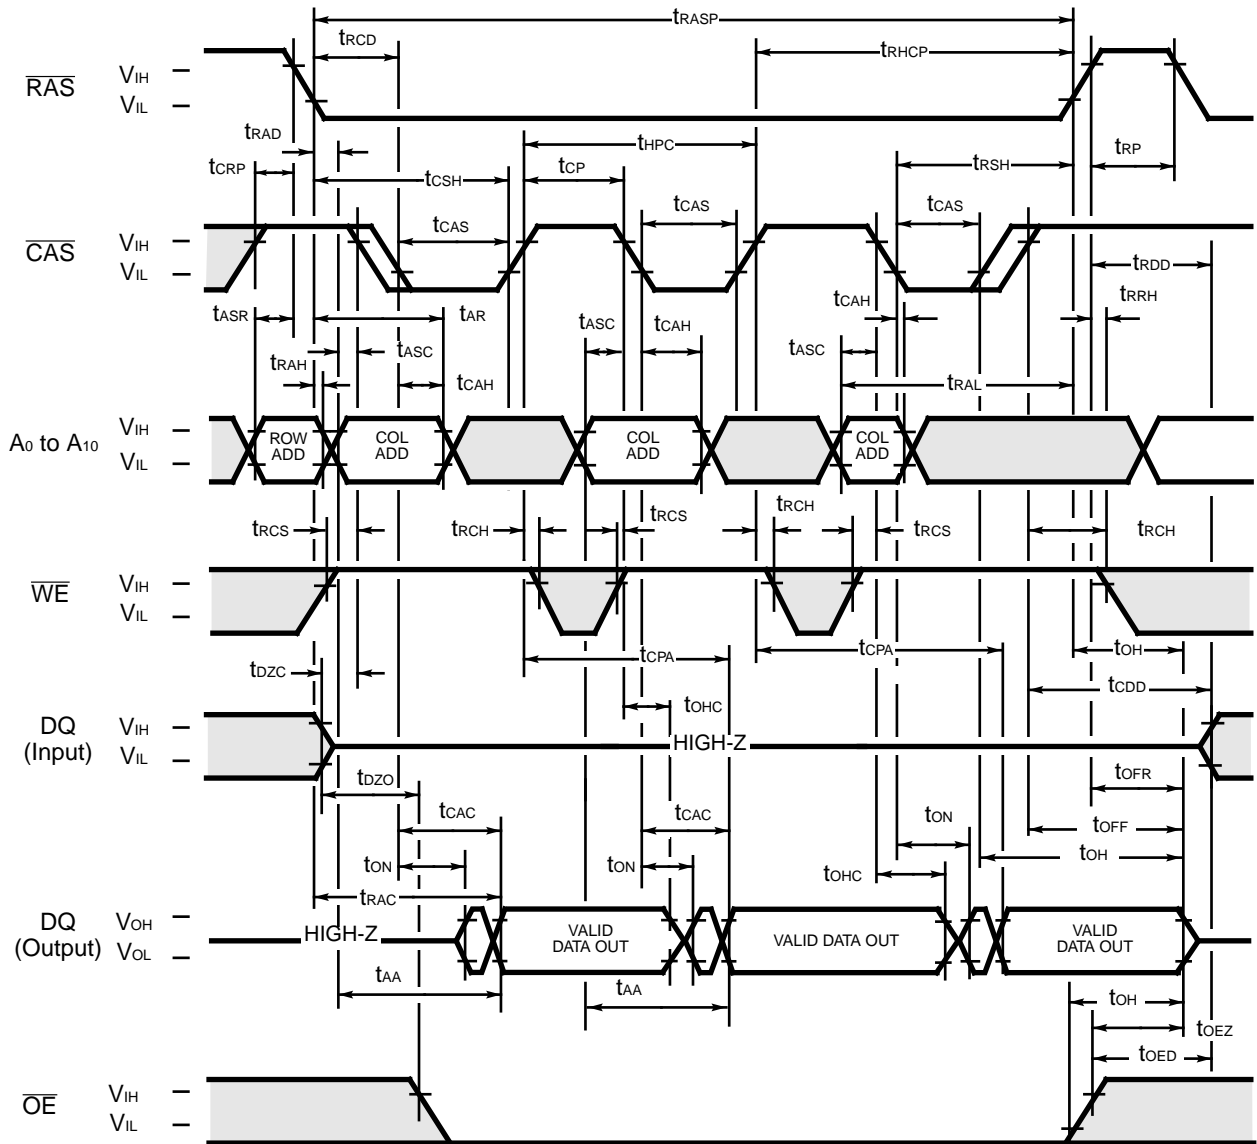 tRASP
tRCD
tRHCP
RAS
VIH
VIL
tRAD
tHPC
tRP
tCRP
tCSH
tCP
tRSH
tCAS
tCAS
tCAS
CAS
VIH
VIL
tRDD
tCAH
tRRH
tASR
tAR
tASC
tCAH
tASC
tRAH
tASC
tCAH
tRAL
A0 to A10
VIH
VIL
ROW
ADD
COL
ADD
COL
ADD
COL
ADD
tRCS
tRCH
tRCS
tRCH
tRCS
tRCH
WE
VIH
VIL
tCPA
tCPA
tOH
tDZC
tCDD
tOHC
DQ
(Input)
VIH
VIL
HIGH-Z
tDZO
tOFR
tCAC
tCAC
tON
tOFF
tON
tON
tOHC
tOH
tRAC
DQ
(Output)
VOH
VOL
HIGH-Z
VALID
DATA OUT
VALID DATA OUT
VALID
DATA OUT
tAA
tAA
tOH
tOEZ
tOED
OE
VIH
VIL